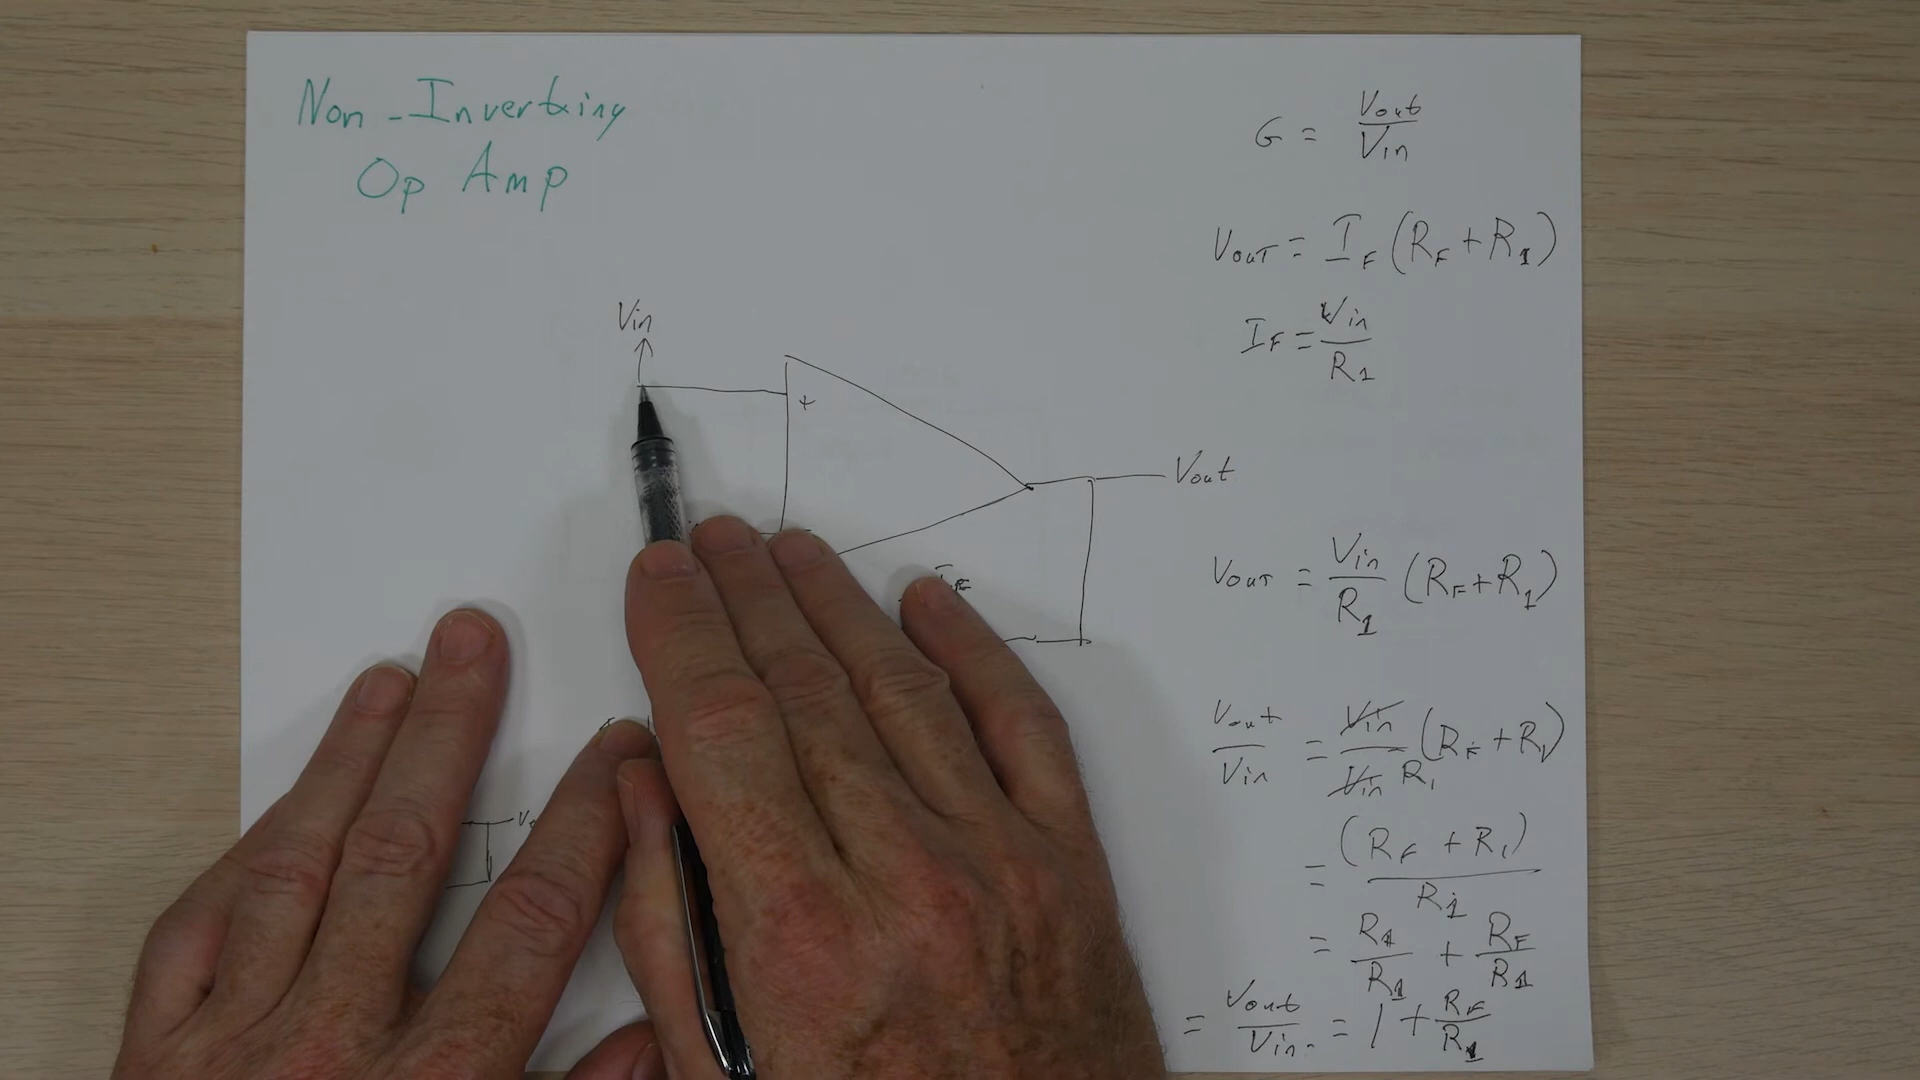 Non-Inverting
Op Amp
Vin
+
Vout
G = Vout/Vin
Vout = IF (RF + R1)
IF = Vin/R1
Vout = Vin/R1 (RF + R1)
Vout/Vin = Vin/Vin R1 (RF + R1)
= (RF + R1)/R1
= R1/R1 + RF/R1
= Vout/Vin = 1 + RF/R1